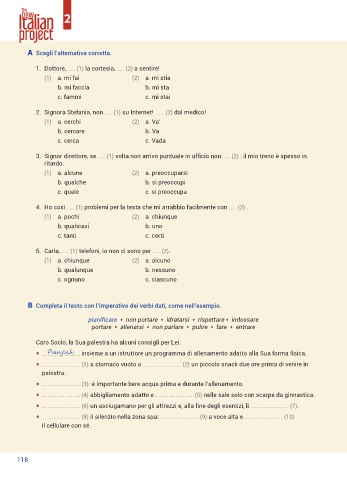 The
new
Italian
project
2
A Scegli l'alternativa corretta.
1. Dottore, ..... (1) la cortesia, ..... (2) a sentire!
(1) a. mi fai (2) a. mi stia
b. mi faccia b. mi sta
c. fammi c. mi stai
2. Signora Stefania, non ..... (1) su Internet! ..... (2) dal medico!
(1) a. cerchi (2) a. Va'
b. cercare b. Va
c. cerca c. Vada
3. Signor direttore, se ..... (1) volta non arrivo puntuale in ufficio non ..... (2) : il mio treno è spesso in
ritardo.
(1) a. alcune (2) a. preoccuparsi
b. qualche b. si preoccupi
c. quale c. si preoccupa
4. Ho così ..... (1) problemi per la testa che mi arrabbio facilmente con ..... (2) .
(1) a. pochi (2) a. chiunque
b. qualsiasi b. uno
c. tanti c. certi
5. Carla, ..... (1) telefoni, io non ci sono per ..... (2).
(1) a. chiunque (2) a. alcuno
b. qualunque b. nessuno
c. ognuno c. ciascuno
B Completa il testo con l'imperativo dei verbi dati, come nell'esempio.
pianificare • non portare • idratarsi • rispettare • indossare
portare • allenarsi • non parlare • pulire • fare • entrare
Caro Socio, la Sua palestra ha alcuni consigli per Lei:
• ... Pianifichi ... insieme a un istruttore un programma di allenamento adatto alla Sua forma fisica.
• ........................ (1) a stomaco vuoto o ........................ (2) un piccolo snack due ore prima di venire in
palestra.
• ........................ (3): è importante bere acqua prima e durante l'allenamento.
• ........................ (4) abbigliamento adatto e ........................ (5) nelle sale solo con scarpe da ginnastica.
• ........................ (6) un asciugamano per gli attrezzi e, alla fine degli esercizi, li ........................ (7).
• ........................ (8) il silenzio nella zona spa: ........................ (9) a voce alta e ........................ (10)
il cellulare con sé.
118